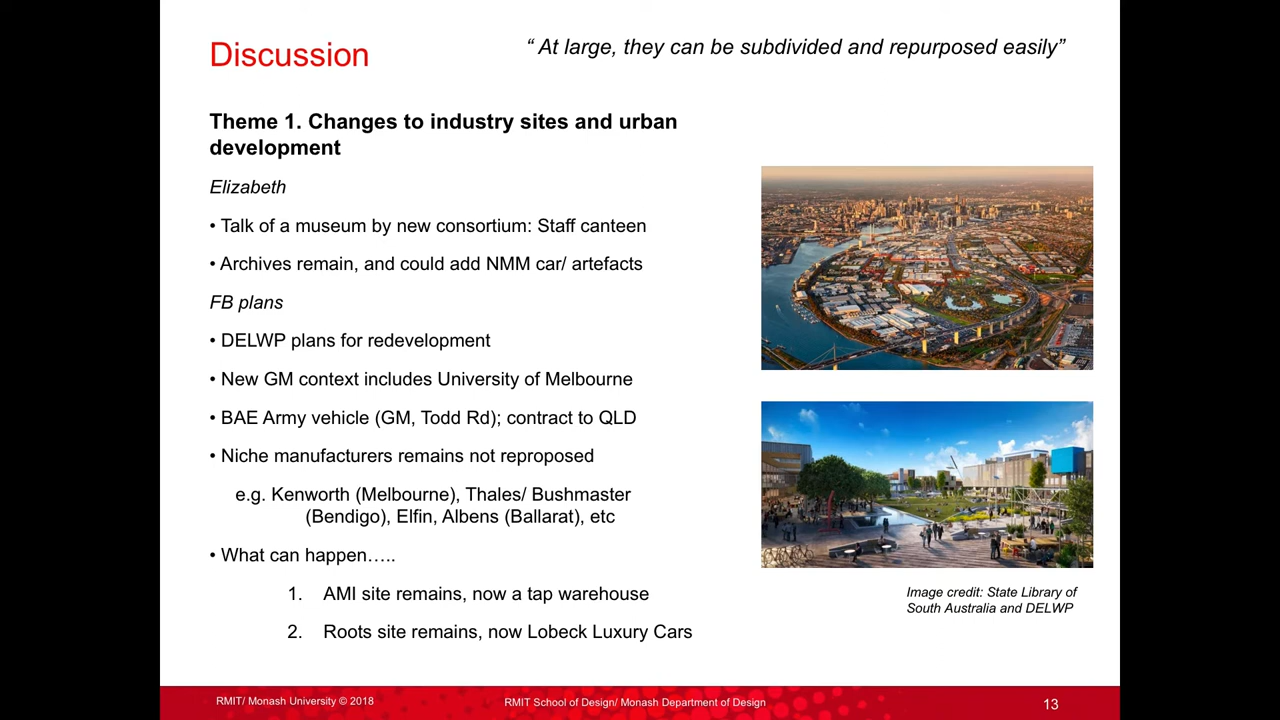 Discussion
“ At large, they can be subdivided and repurposed easily”
Theme 1. Changes to industry sites and urban
development
Elizabeth
• Talk of a museum by new consortium: Staff canteen
• Archives remain, and could add NMM car/ artefacts
FB plans
• DELWP plans for redevelopment
• New GM context includes University of Melbourne
• BAE Army vehicle (GM, Todd Rd); contract to QLD
• Niche manufacturers remains not reproposed
e.g. Kenworth (Melbourne), Thales/ Bushmaster
(Bendigo), Elfin, Albens (Ballarat), etc
• What can happen…..
1. AMI site remains, now a tap warehouse
2. Roots site remains, now Lobeck Luxury Cars
Image credit: State Library of
South Australia and DELWP
RMIT/ Monash University © 2018
RMIT School of Design/ Monash Department of Design
13